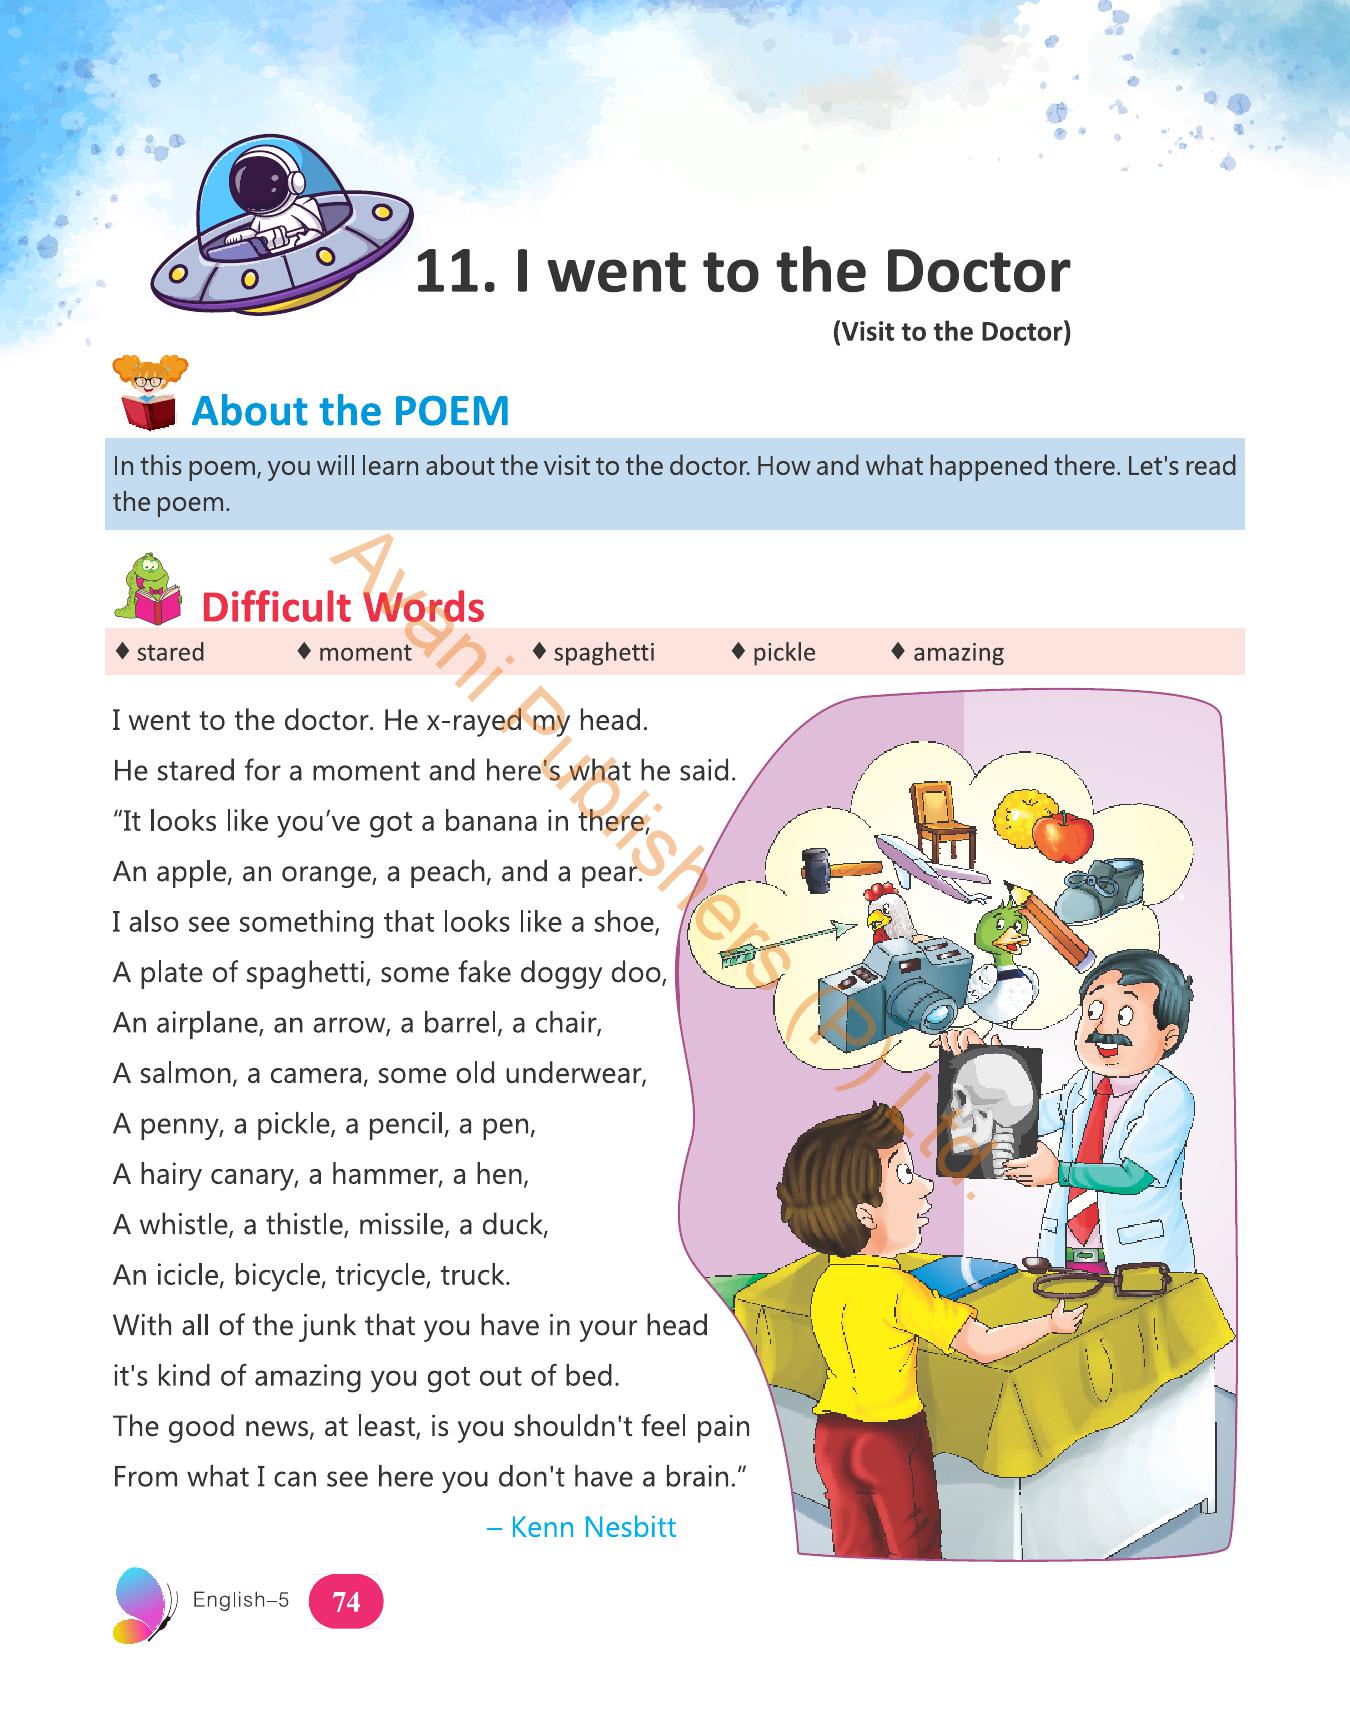 11. I went to the Doctor
(Visit to the Doctor)
About the POEM
In this poem, you will learn about the visit to the doctor. How and what happened there. Let's read
the poem.
Difficult Words
♦ stared ♦ moment ♦ spaghetti ♦ pickle ♦ amazing
I went to the doctor. He x-rayed my head.
He stared for a moment and here's what he said.
“It looks like you’ve got a banana in there,
An apple, an orange, a peach, and a pear.
I also see something that looks like a shoe,
A plate of spaghetti, some fake doggy doo,
An airplane, an arrow, a barrel, a chair,
A salmon, a camera, some old underwear,
A penny, a pickle, a pencil, a pen,
A hairy canary, a hammer, a hen,
A whistle, a thistle, missile, a duck,
An icicle, bicycle, tricycle, truck.
With all of the junk that you have in your head
it's kind of amazing you got out of bed.
The good news, at least, is you shouldn't feel pain
From what I can see here you don't have a brain.”
– Kenn Nesbitt
English–5 74
Avani Publishers (P) Ltd.